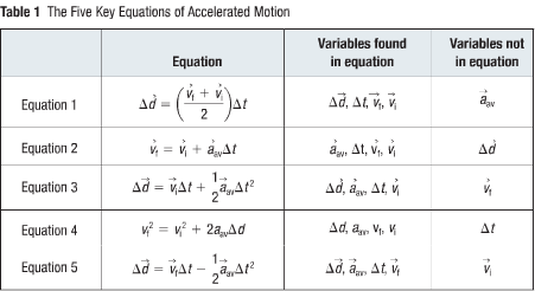 Table 1 The Five Key Equations of Accelerated Motion
Equation Variables found in equation Variables not in equation
Equation 1 Δd⃗ = ((v⃗f + v⃗i)/2)Δt Δd⃗, Δt, v⃗f, v⃗i a⃗av
Equation 2 v⃗f = v⃗i + a⃗avΔt a⃗av, Δt, v⃗f, v⃗i Δd⃗
Equation 3 Δd⃗ = v⃗iΔt + 1/2 a⃗avΔt² Δd⃗, a⃗av, Δt, v⃗i v⃗f
Equation 4 vf² = vi² + 2aavΔd Δd, aav, vf, vi Δt
Equation 5 Δd⃗ = v⃗fΔt − 1/2 a⃗avΔt² Δd⃗, a⃗av, Δt, v⃗f v⃗i